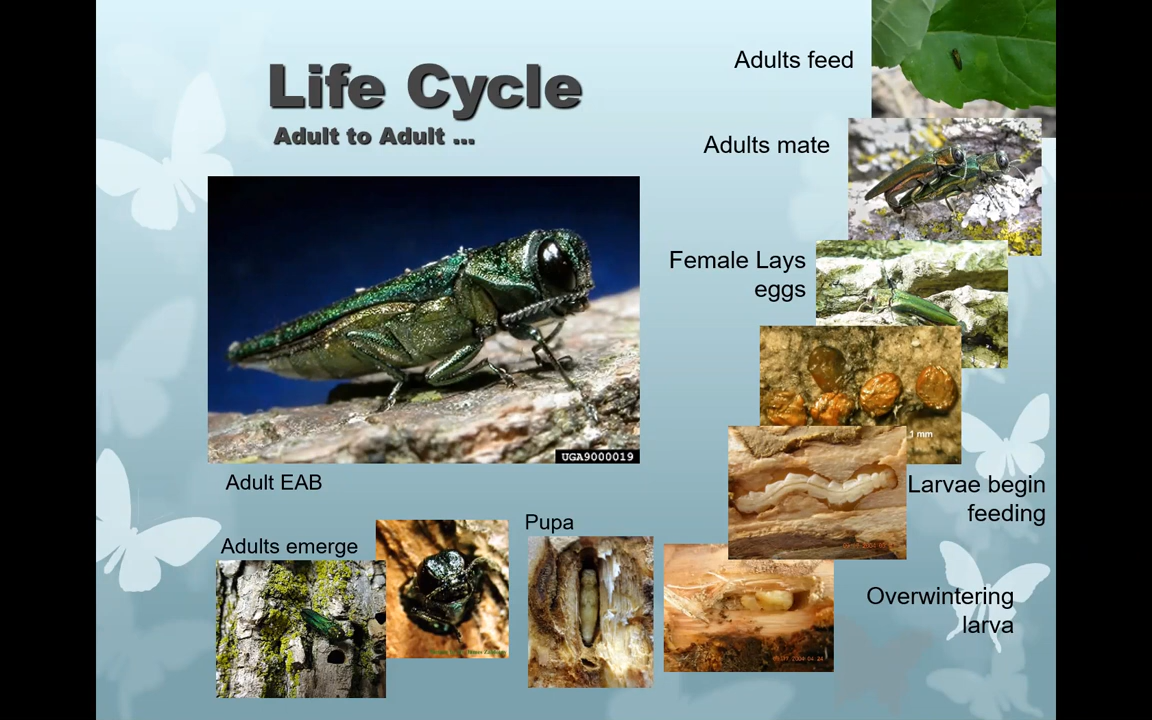 Life Cycle
Adult to Adult ...
Adults feed
Adults mate
Female Lays
eggs
UGA9000019
Adult EAB
1 mm
Larvae begin
feeding
Overwintering
larva
Pupa
Adults emerge